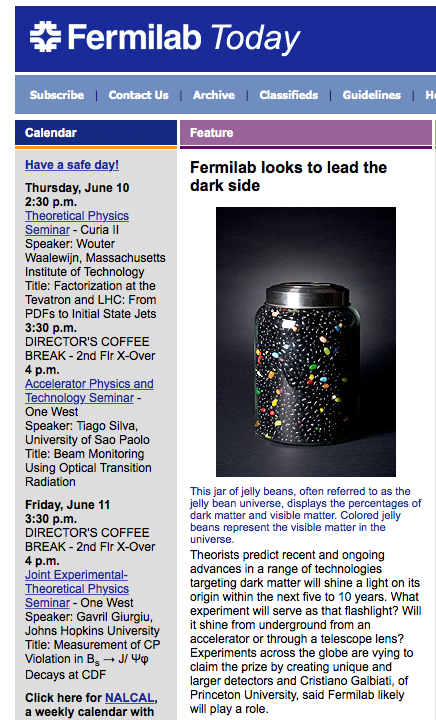 Fermilab Today
Subscribe | Contact Us | Archive | Classifieds | Guidelines |
Calendar
Have a safe day!
Thursday, June 10
2:30 p.m.
Theoretical Physics
Seminar - Curia II
Speaker: Wouter
Waalewijn, Massachusetts
Institute of Technology
Title: Factorization at the
Tevatron and LHC: From
PDFs to Initial State Jets
3:30 p.m.
DIRECTOR'S COFFEE
BREAK - 2nd Flr X-Over
4 p.m.
Accelerator Physics and
Technology Seminar -
One West
Speaker: Tiago Silva,
University of Sao Paolo
Title: Beam Monitoring
Using Optical Transition
Radiation
Friday, June 11
3:30 p.m.
DIRECTOR'S COFFEE
BREAK - 2nd Flr X-Over
4 p.m.
Joint Experimental-
Theoretical Physics
Seminar - One West
Speaker: Gavril Giurgiu,
Johns Hopkins University
Title: Measurement of CP
Violation in Bs → J/ Ψφ
Decays at CDF
Click here for NALCAL,
a weekly calendar with
Feature
Fermilab looks to lead the
dark side
This jar of jelly beans, often referred to as the
jelly bean universe, displays the percentages of
dark matter and visible matter. Colored jelly
beans represent the visible matter in the
universe.
Theorists predict recent and ongoing
advances in a range of technologies
targeting dark matter will shine a light on its
origin within the next five to 10 years. What
experiment will serve as that flashlight? Will
it shine from underground from an
accelerator or through a telescope lens?
Experiments across the globe are vying to
claim the prize by creating unique and
larger detectors and Cristiano Galbiati, of
Princeton University, said Fermilab likely
will play a role.